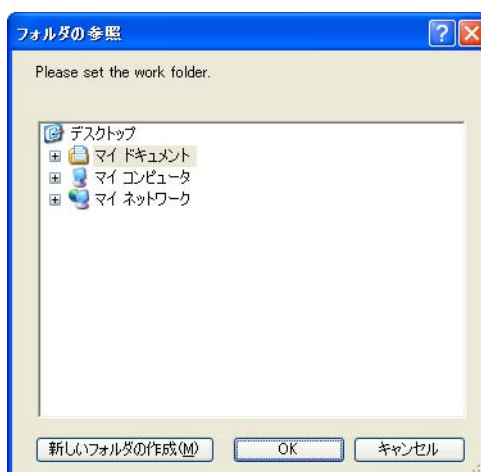 フォルダの参照
Please set the work folder.
デスクトップ
マイ ドキュメント
マイ コンピュータ
マイ ネットワーク
新しいフォルダの作成(M) OK キャンセル